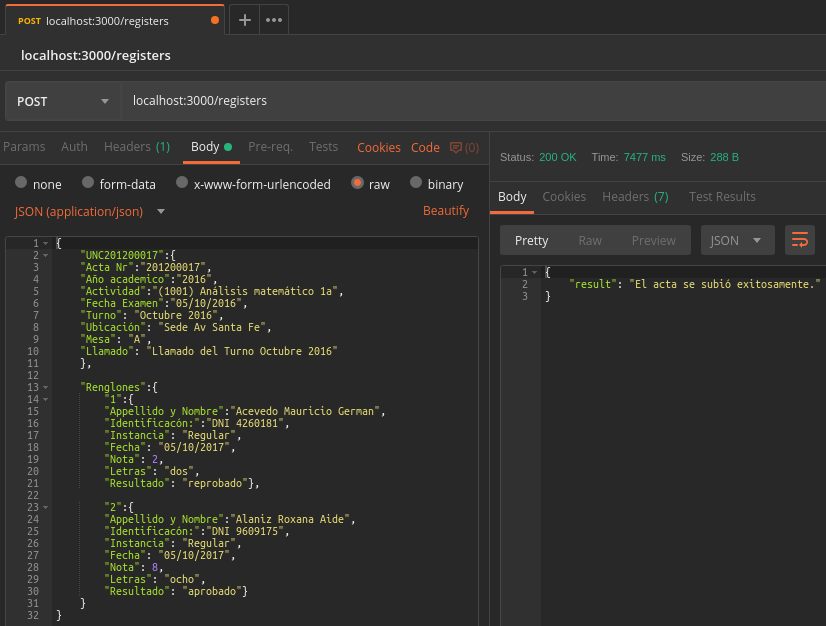 POST localhost:3000/registers
localhost:3000/registers
POST localhost:3000/registers
Params Auth Headers (1) Body Pre-req. Tests Cookies Code (0)
none form-data x-www-form-urlencoded raw binary
JSON (application/json) Beautify
1 {
2 "UNC201200017":{
3 "Acta Nr":"201200017",
4 "Año academico":"2016",
5 "Actividad":"(1001) Análisis matemático 1a",
6 "Fecha Examen":"05/10/2016",
7 "Turno": "Octubre 2016",
8 "Ubicación": "Sede Av Santa Fe",
9 "Mesa": "A",
10 "Llamado": "Llamado del Turno Octubre 2016"
11 },
12
13 "Renglones":{
14 "1":{
15 "Appellido y Nombre":"Acevedo Mauricio German",
16 "Identificacón:":"DNI 4260181",
17 "Instancia": "Regular",
18 "Fecha": "05/10/2017",
19 "Nota": 2,
20 "Letras": "dos",
21 "Resultado": "reprobado"},
22
23 "2":{
24 "Appellido y Nombre":"Alaniz Roxana Aide",
25 "Identificacón:":"DNI 9609175",
26 "Instancia": "Regular",
27 "Fecha": "05/10/2017",
28 "Nota": 8,
29 "Letras": "ocho",
30 "Resultado": "aprobado"}
31 }
32 }
Status: 200 OK Time: 7477 ms Size: 288 B
Body Cookies Headers (7) Test Results
Pretty Raw Preview JSON
1 {
2 "result": "El acta se subió exitosamente."
3 }